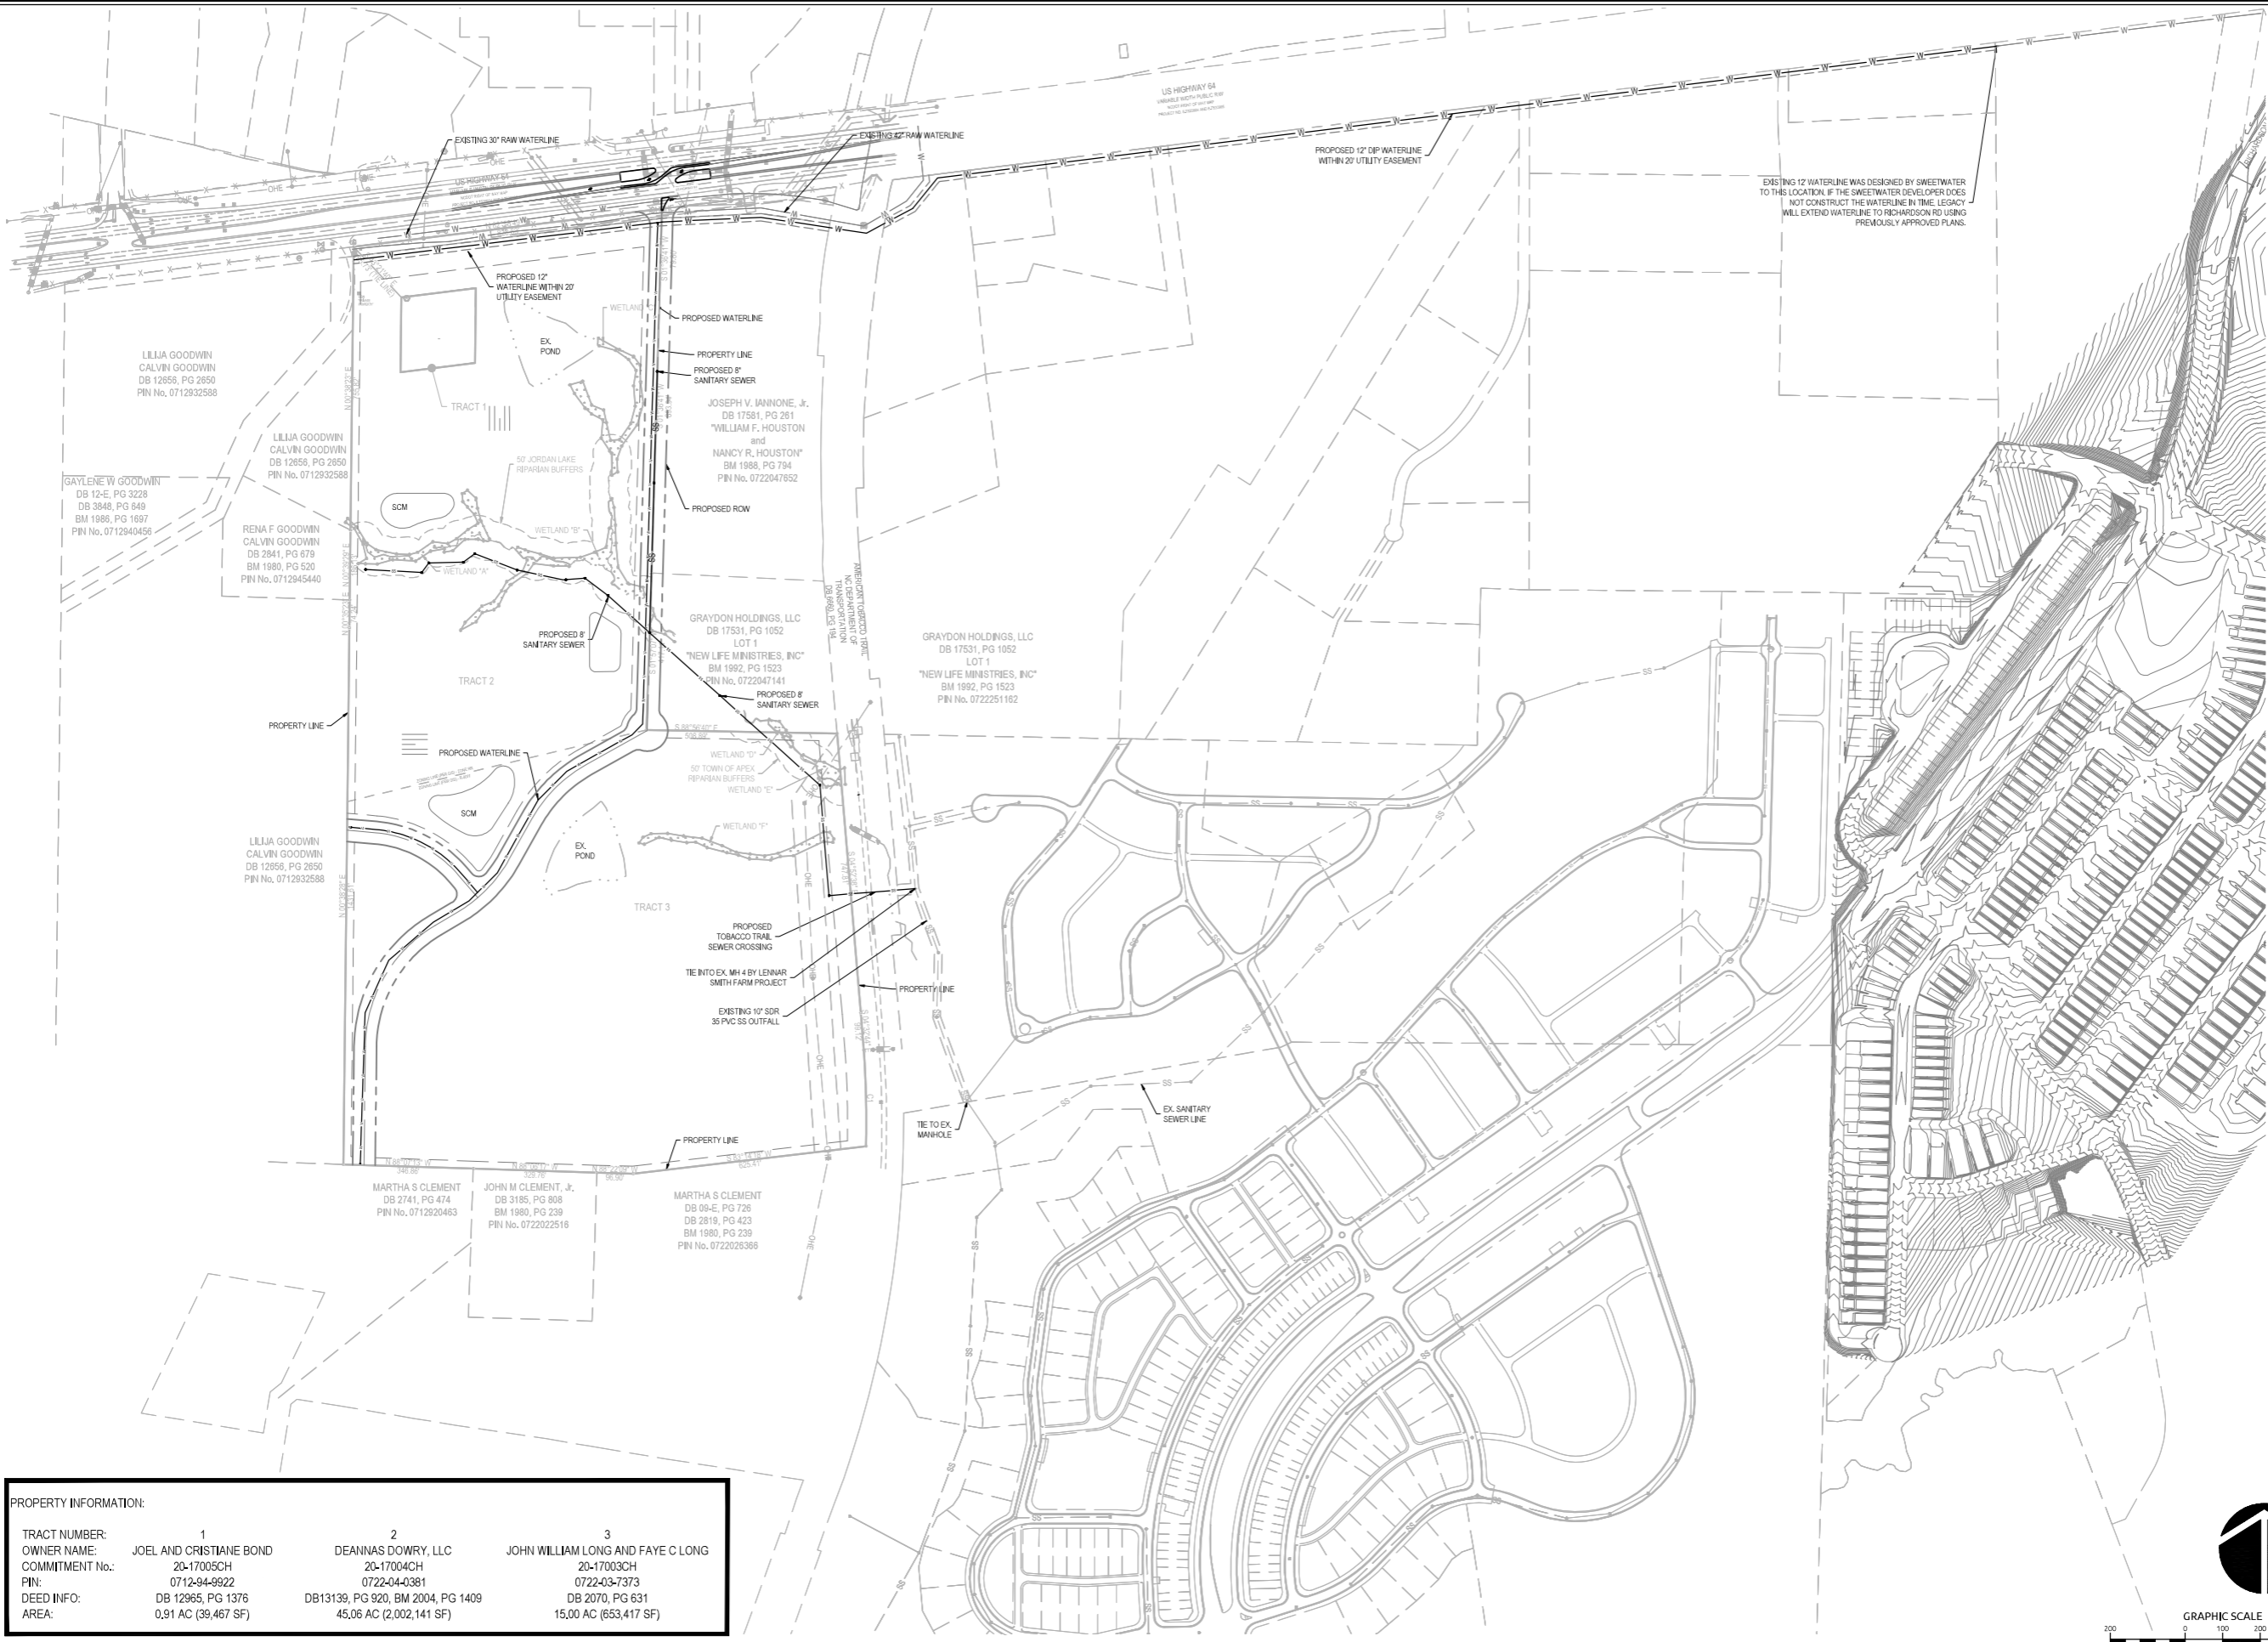 EXISTING 30" RAW WATERLINE
EXISTING 42" RAW WATERLINE
US HIGHWAY 64
US HIGHWAY 64
PROPOSED 12" DIP WATERLINE
WITHIN 20' UTILITY EASEMENT
EXISTING 12' WATERLINE WAS DESIGNED BY SWEETWATER
TO THIS LOCATION. IF THE SWEETWATER DEVELOPER DOES
NOT CONSTRUCT THE WATERLINE IN TIME, LEGACY
WILL EXTEND WATERLINE TO RICHARDSON RD USING
PREVIOUSLY APPROVED PLANS.
PROPOSED 12"
WATERLINE WITHIN 20'
UTILITY EASEMENT
PROPOSED WATERLINE
EX.
POND
PROPERTY LINE
PROPOSED 8"
SANITARY SEWER
LILIJA GOODWIN
CALVIN GOODWIN
DB 12656, PG 2650
PIN No. 0712932588
TRACT 1
JOSEPH V. IANNONE, Jr.
DB 17581, PG 261
"WILLIAM F. HOUSTON
and
NANCY R. HOUSTON"
BM 1988, PG 794
PIN No. 0722047652
LILIJA GOODWIN
CALVIN GOODWIN
DB 12656, PG 2650
PIN No. 0712932588
50' JORDAN LAKE
RIPARIAN BUFFERS
GAYLENE W GOODWIN
DB 12-E, PG 3228
DB 3848, PG 649
BM 1986, PG 1697
PIN No. 0712940456
SCM
PROPOSED ROW
RENA F GOODWIN
CALVIN GOODWIN
DB 2841, PG 679
BM 1980, PG 520
PIN No. 0712945440
WETLAND "B"
WETLAND "A"
AMERICAN TOBACCO TRAIL
NC DEPARTMENT OF
TRANSPORTATION
PROPOSED 8'
SANITARY SEWER
GRAYDON HOLDINGS, LLC
DB 17531, PG 1052
LOT 1
"NEW LIFE MINISTRIES, INC"
BM 1992, PG 1523
PIN No. 0722047141
GRAYDON HOLDINGS, LLC
DB 17531, PG 1052
LOT 1
"NEW LIFE MINISTRIES, INC"
BM 1992, PG 1523
PIN No. 0722251162
TRACT 2
PROPOSED 8'
SANITARY SEWER
PROPERTY LINE
PROPOSED WATERLINE
WETLAND "D"
50' TOWN OF APEX
RIPARIAN BUFFERS
WETLAND "E"
SCM
WETLAND "F"
EX.
POND
LILIJA GOODWIN
CALVIN GOODWIN
DB 12656, PG 2650
PIN No. 0712932588
TRACT 3
PROPOSED
TOBACCO TRAIL
SEWER CROSSING
TIE INTO EX. MH 4 BY LENNAR
SMITH FARM PROJECT
PROPERTY LINE
EXISTING 10" SDR
35 PVC SS OUTFALL
TIE TO EX.
MANHOLE
EX. SANITARY
SEWER LINE
PROPERTY LINE
MARTHA S CLEMENT
DB 2741, PG 474
PIN No. 0712920463
JOHN M CLEMENT, Jr.
DB 3185, PG 808
BM 1980, PG 239
PIN No. 0722022516
MARTHA S CLEMENT
DB 09-E, PG 726
DB 2819, PG 423
BM 1980, PG 239
PIN No. 0722026386
PROPERTY INFORMATION:
TRACT NUMBER: 1 2 3
OWNER NAME: JOEL AND CRISTIANE BOND DEANNAS DOWRY, LLC JOHN WILLIAM LONG AND FAYE C LONG
COMMITMENT No.: 20-17005CH 20-17004CH 20-17003CH
PIN: 0712-94-9922 0722-04-0381 0722-03-7373
DEED INFO: DB 12965, PG 1376 DB13139, PG 920, BM 2004, PG 1409 DB 2070, PG 631
AREA: 0.91 AC (39,467 SF) 45.06 AC (2,002,141 SF) 15.00 AC (653,417 SF)
GRAPHIC SCALE
200 0 100 200